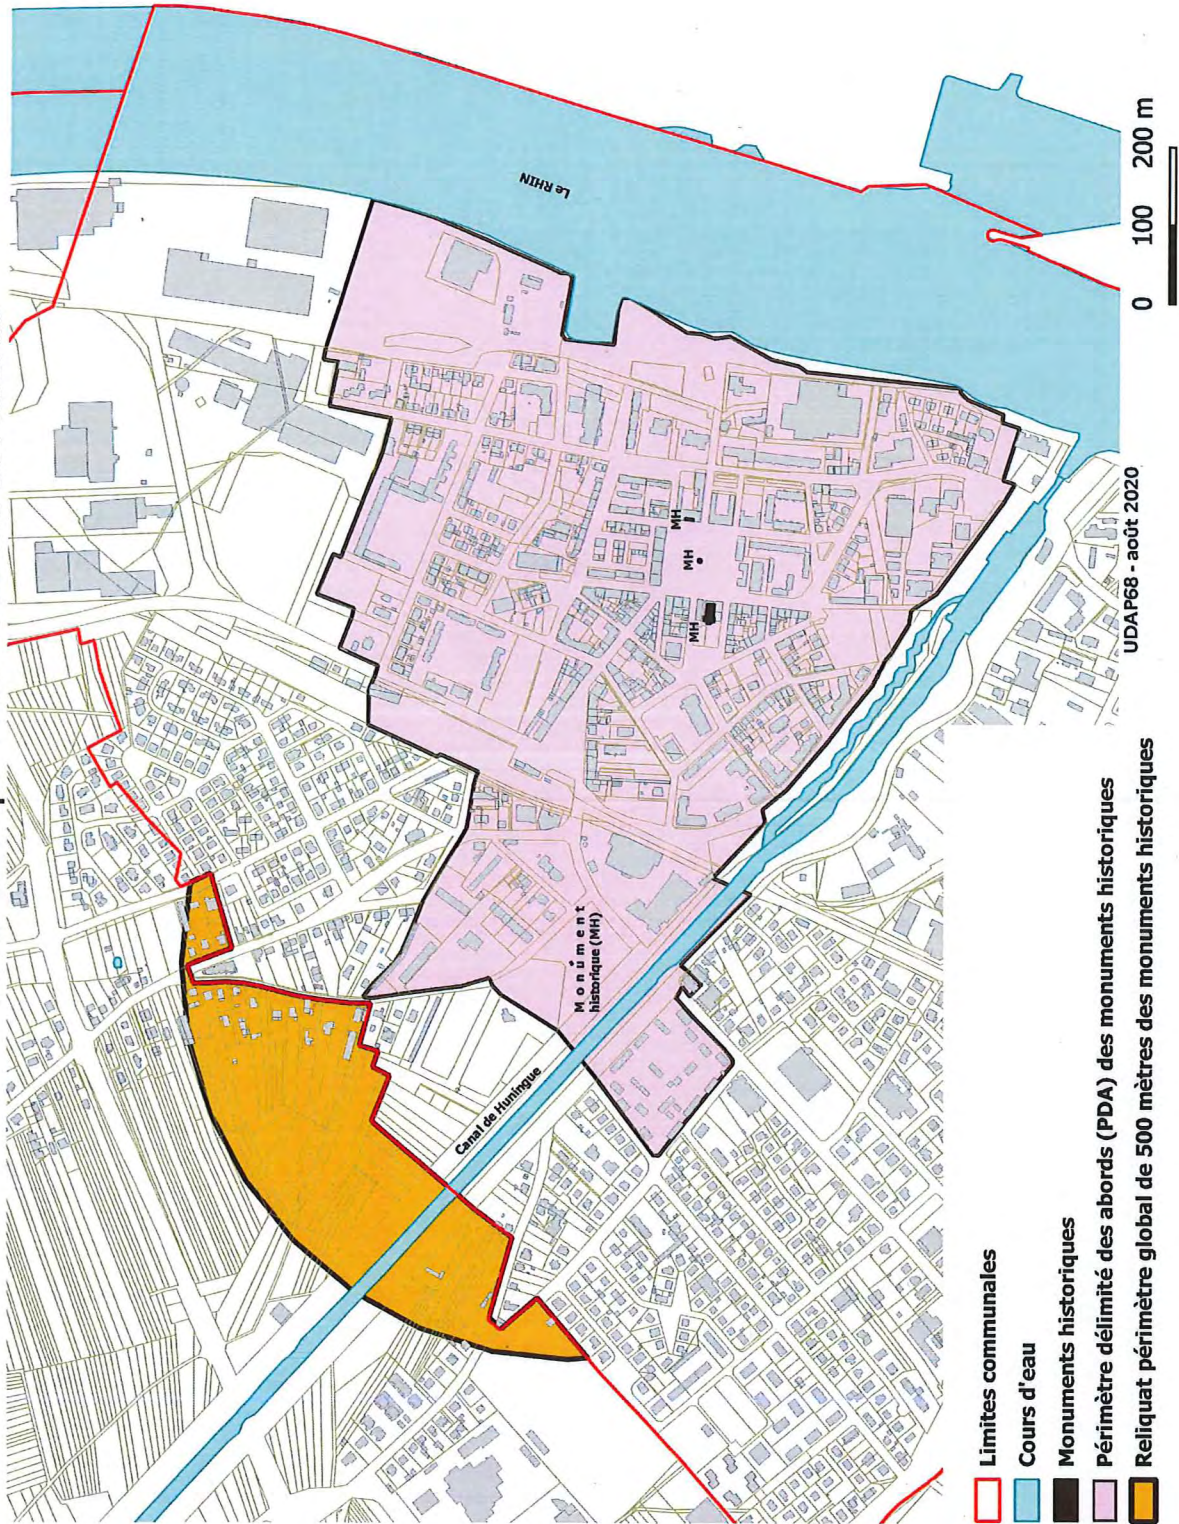 Le RHIN
MH
MH
MH
Monument
historique (MH)
Canal de Huningue
Limites communales
Cours d'eau
Monuments historiques
Périmètre délimité des abords (PDA) des monuments historiques
Reliquat périmètre global de 500 mètres des monuments historiques
UDAP68 - août 2020
0 100 200 m